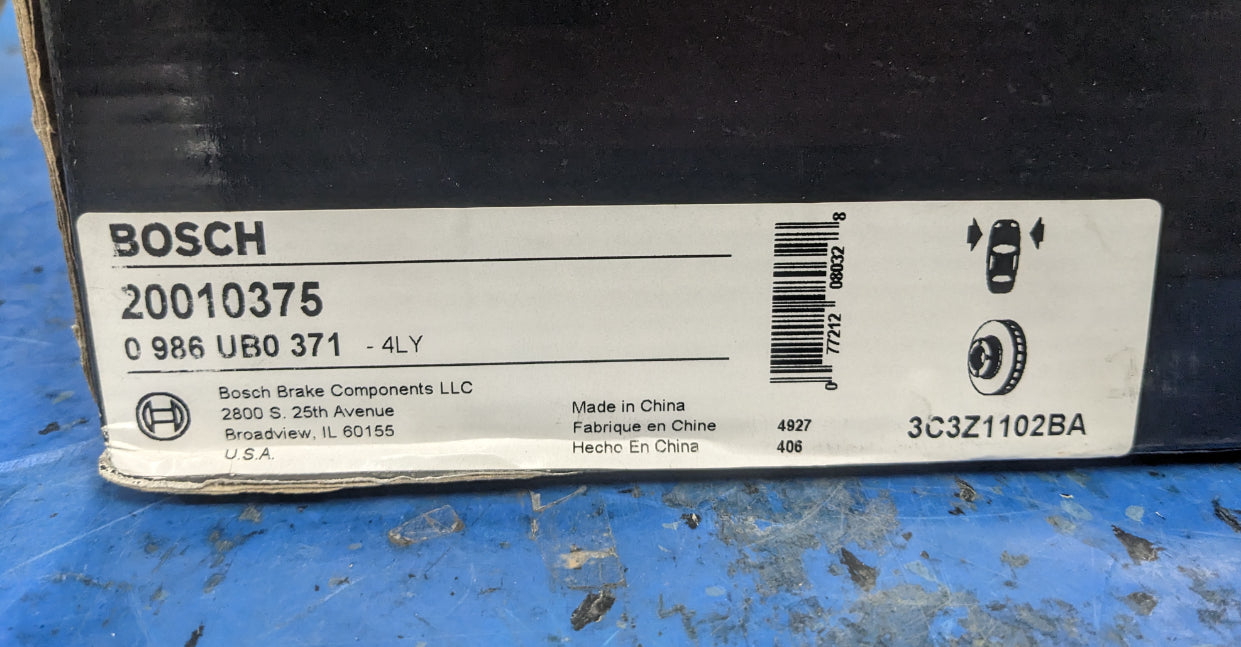 BOSCH
20010375
0 986 UB0 371 - 4LY
Bosch Brake Components LLC
2800 S. 25th Avenue
Broadview, IL 60155
U.S.A.
Made in China
Fabrique en Chine
Hecho En China
4927
406
0 77212 08032 8
3C3Z1102BA